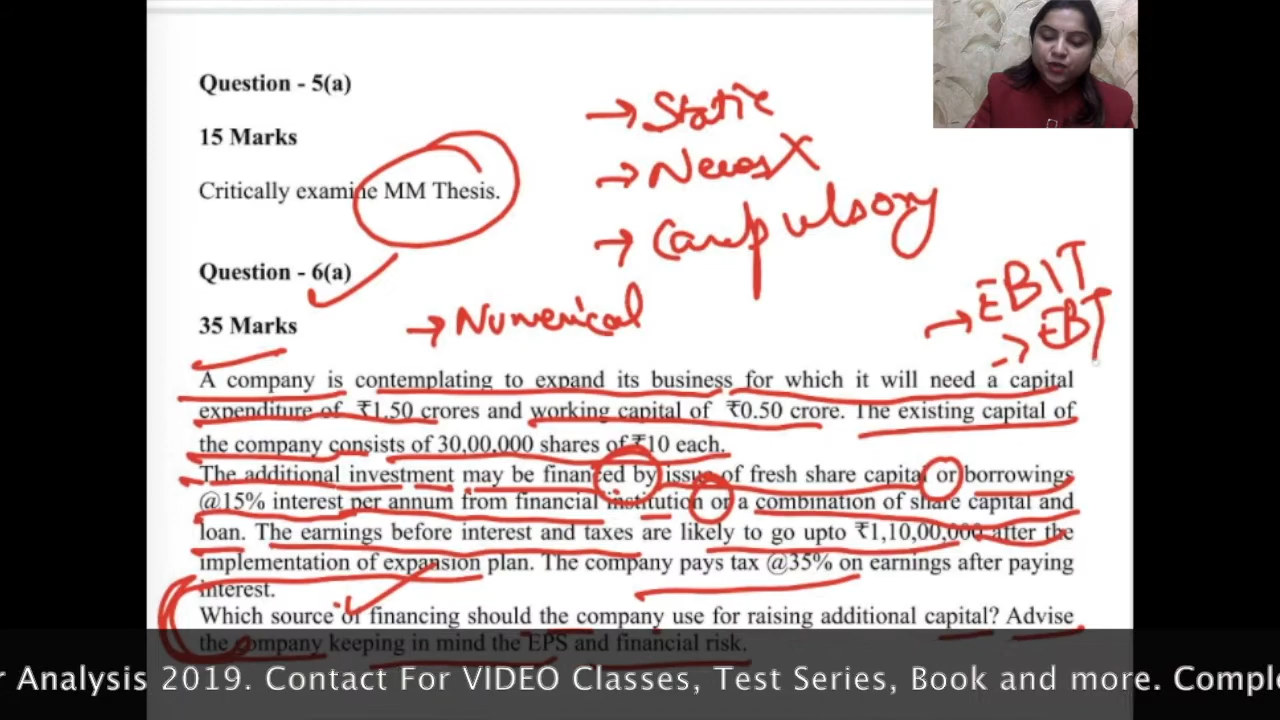 Question - 5(a)
→ Static
15 Marks
→ Neces X
Critically examine MM Thesis.
→ Compulsory
Question - 6(a)
→ EBIT
35 Marks
→ Numerical
→ EBT
A company is contemplating to expand its business for which it will need a capital
expenditure of ₹1.50 crores and working capital of ₹0.50 crore. The existing capital of
the company consists of 30,00,000 shares of ₹10 each.
The additional investment may be financed by issue of fresh share capital or borrowings
@15% interest per annum from financial institution or a combination of share capital and
loan. The earnings before interest and taxes are likely to go upto ₹1,10,00,000 after the
implementation of expansion plan. The company pays tax @35% on earnings after paying
interest.
Which source of financing should the company use for raising additional capital? Advise
the company keeping in mind the EPS and financial risk.
r Analysis 2019. Contact For VIDEO Classes, Test Series, Book and more. Comple